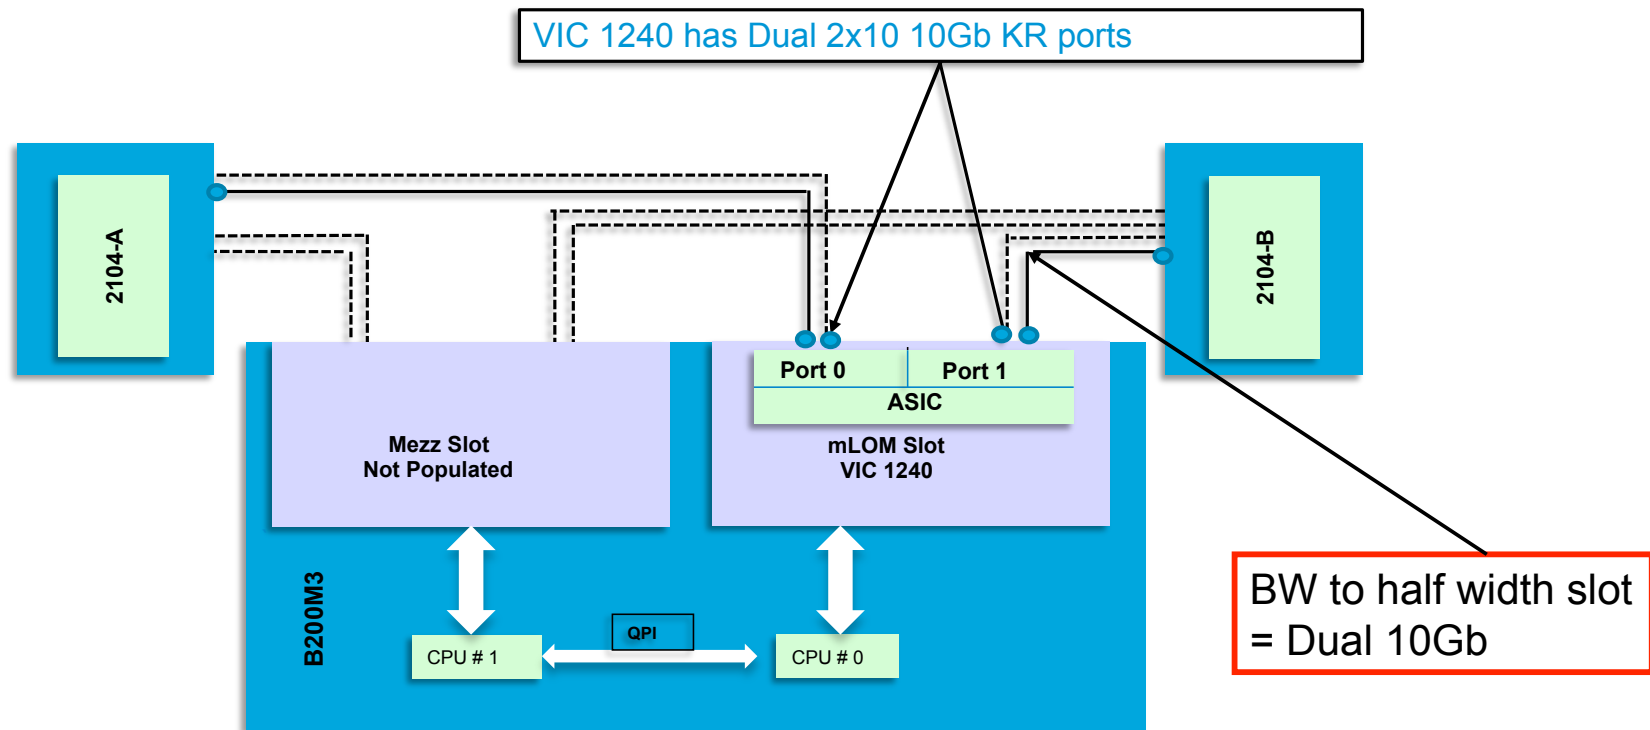 VIC 1240 has Dual 2x10 10Gb KR ports
2104-A
2104-B
Port 0
Port 1
ASIC
Mezz Slot
Not Populated
mLOM Slot
VIC 1240
B200M3
QPI
CPU # 1
CPU # 0
BW to half width slot
= Dual 10Gb